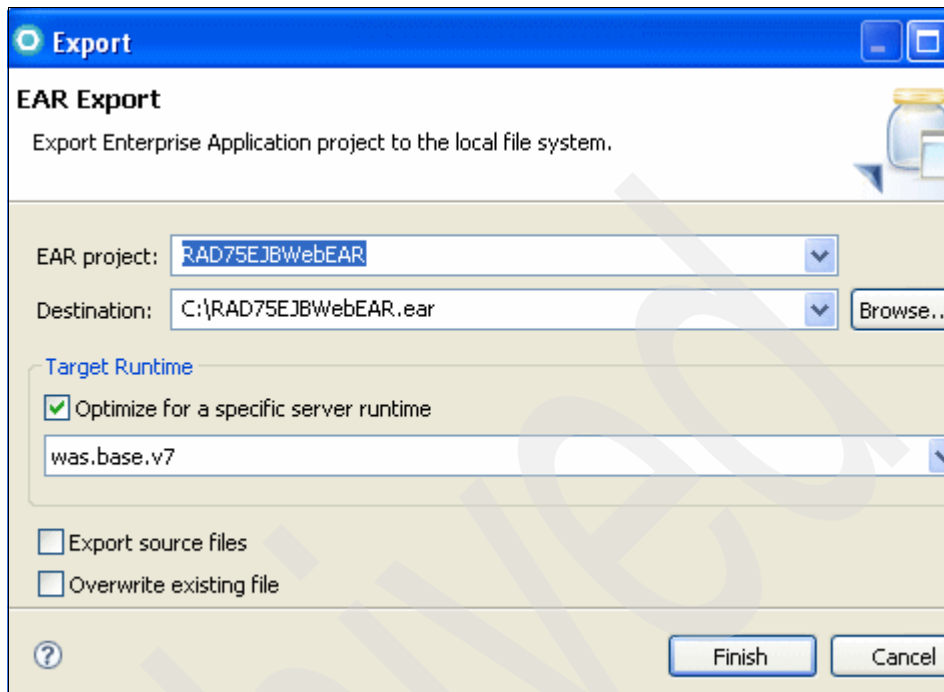 Export
EAR Export
Export Enterprise Application project to the local file system.
EAR project: RAD75EJBWebEAR
Destination: C:\RAD75EJBWebEAR.ear Browse..
Target Runtime
Optimize for a specific server runtime
was.base.v7
Export source files
Overwrite existing file
Finish Cancel